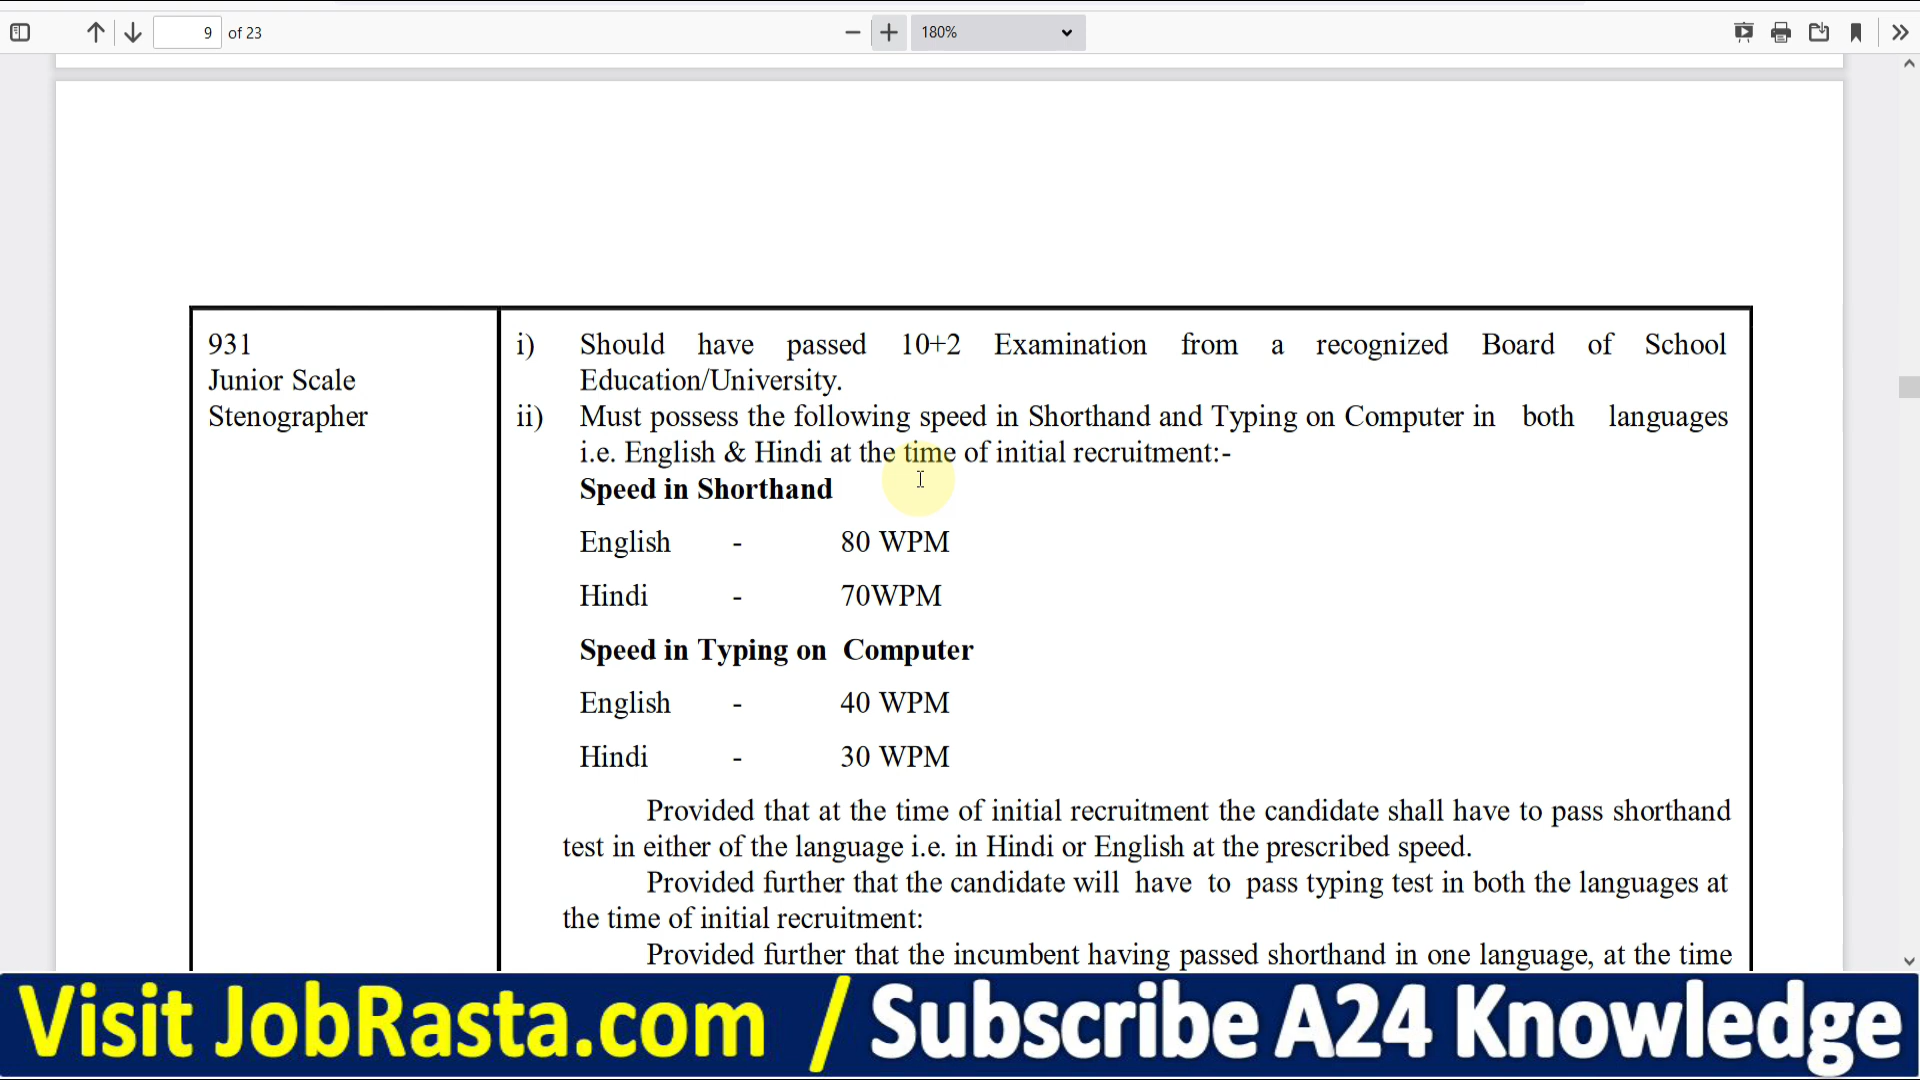 9 of 23
180%
931
Junior Scale
Stenographer
i) Should have passed 10+2 Examination from a recognized Board of School
Education/University.
ii) Must possess the following speed in Shorthand and Typing on Computer in both languages
i.e. English & Hindi at the time of initial recruitment:-
Speed in Shorthand
English - 80 WPM
Hindi - 70WPM
Speed in Typing on Computer
English - 40 WPM
Hindi - 30 WPM
Provided that at the time of initial recruitment the candidate shall have to pass shorthand
test in either of the language i.e. in Hindi or English at the prescribed speed.
Provided further that the candidate will have to pass typing test in both the languages at
the time of initial recruitment:
Provided further that the incumbent having passed shorthand in one language, at the time
Visit JobRasta.com / Subscribe A24 Knowledge